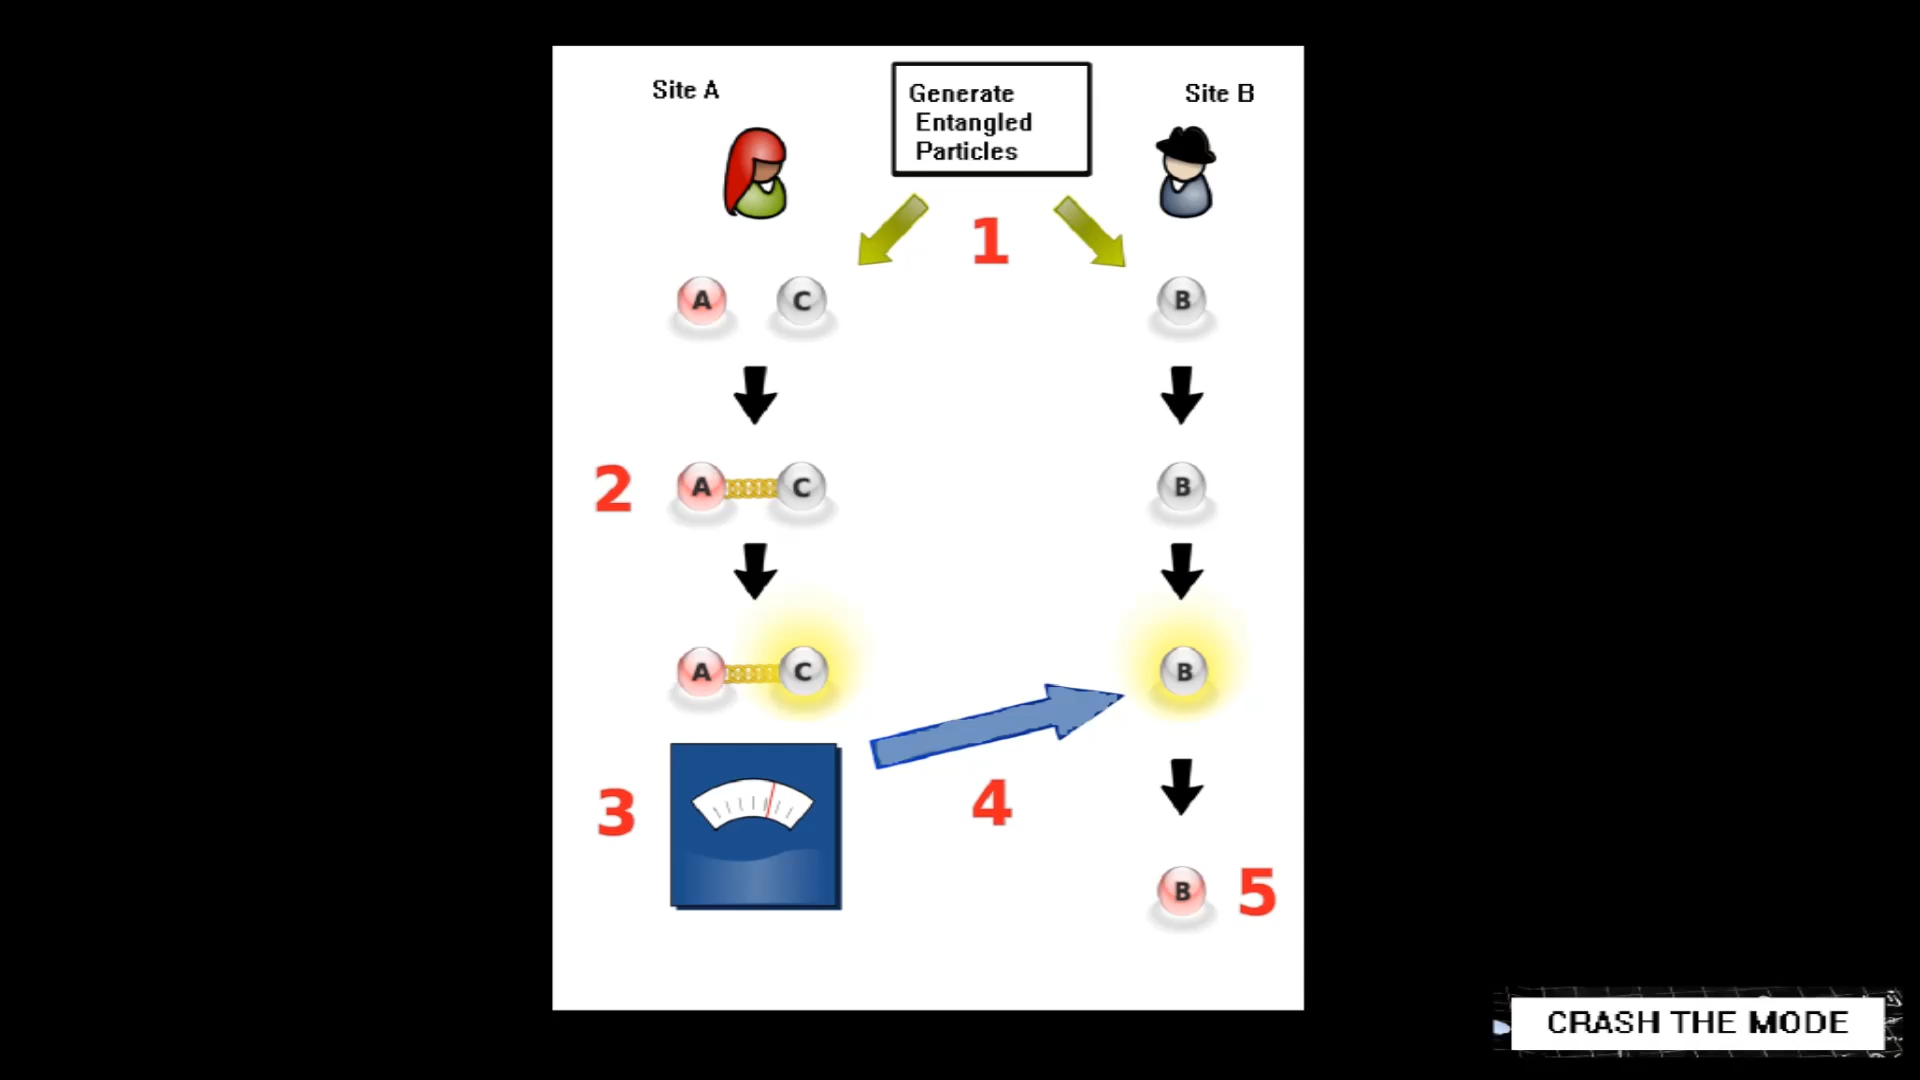 Site A
Generate
Entangled
Particles
Site B
1
A C B
2 A C B
A C B
3
4
B 5
CRASH THE MODE